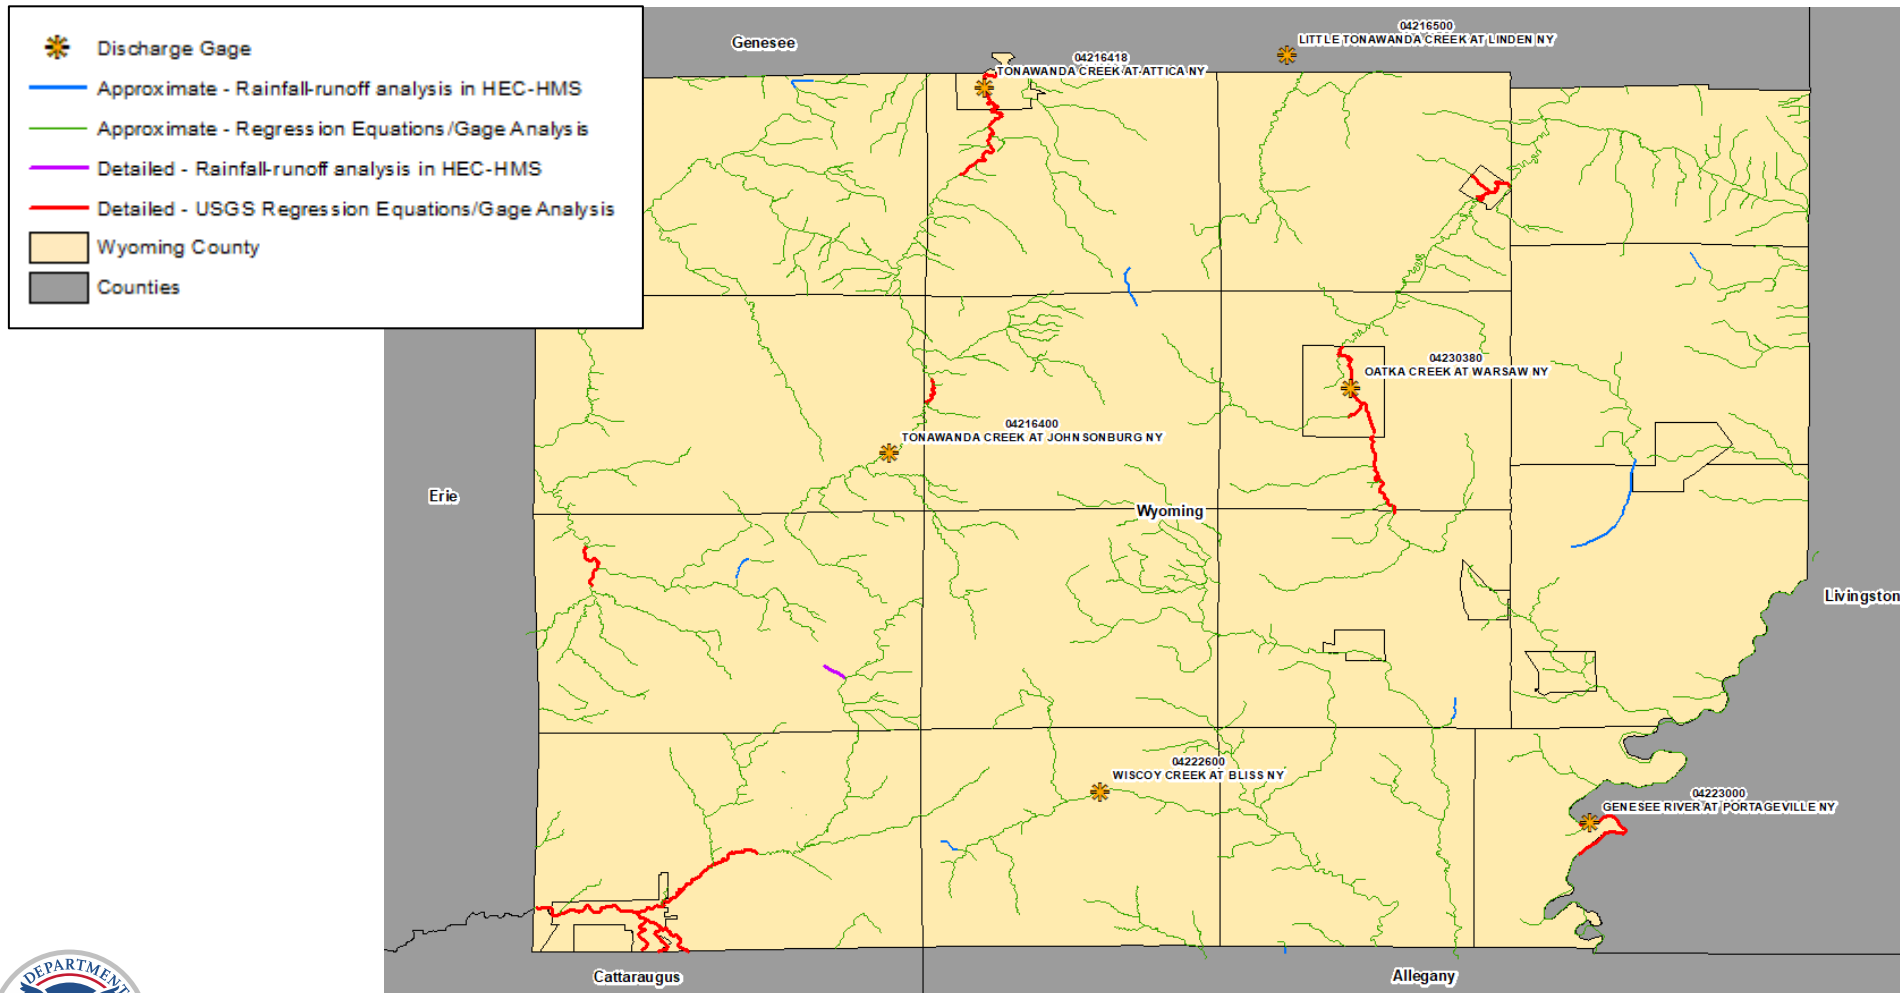 Discharge Gage
Approximate - Rainfall-runoff analysis in HEC-HMS
Approximate - Regression Equations/Gage Analysis
Detailed - Rainfall-runoff analysis in HEC-HMS
Detailed - USGS Regression Equations/Gage Analysis
Wyoming County
Counties
Genesee
04216500
LITTLE TONAWANDA CREEK AT LINDEN NY
04216418
TONAWANDA CREEK AT ATTICA NY
04230380
OATKA CREEK AT WARSAW NY
04216400
TONAWANDA CREEK AT JOHNSONBURG NY
Erie
Wyoming
Livingston
04222600
WISCOY CREEK AT BLISS NY
04223000
GENESEE RIVER AT PORTAGEVILLE NY
Cattaraugus
Allegany
DEPARTMENT